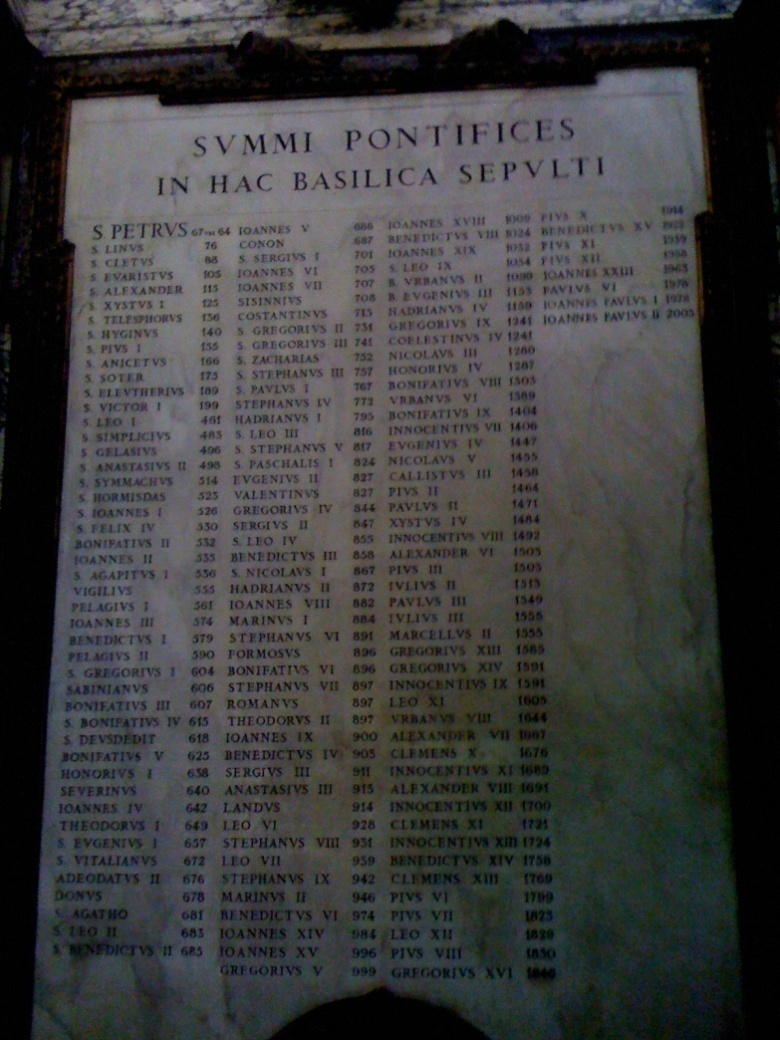 SVMMI PONTIFICES
IN HAC BASILICA SEPVLTI
S. PETRVS 67 64
S. LINVS 76
S. CLETVS 88
S. EVARISTVS 105
S. ALEXANDER 115
S. XYSTVS I 125
S. TELESPHORVS 136
S. HYGINVS 140
S. PIVS I 155
S. ANICETVS 166
S. SOTER 175
S. ELEVTHERIVS 189
S. VICTOR I 199
S. LEO I 461
S. SIMPLICIVS 483
S. GELASIVS 496
S. ANASTASIVS II 498
S. SYMMACHVS 514
S. HORMISDAS 523
S. IOANNES I 526
S. FELIX IV 530
BONIFATIVS II 532
IOANNES II 535
S. AGAPITVS I 536
VIGILIVS 555
PELAGIVS I 561
IOANNES III 574
BENEDICTVS I 579
PELAGIVS II 590
S. GREGORIVS I 604
SABINIANVS 606
BONIFATIVS III 607
S. BONIFATIVS IV 615
S. DEVSDEDIT 618
BONIFATIVS V 625
HONORIVS I 638
SEVERINVS 640
IOANNES IV 642
THEODORVS I 649
S. EVGENIVS I 657
S. VITALIANVS 672
ADEODATVS II 676
DONVS 678
S. AGATHO 681
S. LEO II 683
S. BENEDICTVS II 685
IOANNES V 686
CONON 687
S. SERGIVS I 701
IOANNES VI 705
IOANNES VII 707
SISINNIVS 708
COSTANTINVS 715
S. GREGORIVS II 731
S. GREGORIVS III 741
S. ZACHARIAS 752
S. STEPHANVS III 757
S. PAVLVS I 767
STEPHANVS IV 772
HADRIANVS I 795
S. LEO III 816
S. STEPHANVS V 817
S. PASCHALIS I 824
EVGENIVS II 827
VALENTINVS 827
GREGORIVS IV 844
SERGIVS II 847
S. LEO IV 855
BENEDICTVS III 858
S. NICOLAVS I 867
HADRIANVS II 872
IOANNES VIII 882
MARINVS I 884
STEPHANVS VI 891
FORMOSVS 896
BONIFATIVS VI 896
STEPHANVS VII 897
ROMANVS 897
THEODORVS II 897
IOANNES IX 900
BENEDICTVS IV 903
SERGIVS III 911
ANASTASIVS III 913
LANDVS 914
LEO VI 928
STEPHANVS VIII 931
LEO VII 939
STEPHANVS IX 942
MARINVS II 946
BENEDICTVS VI 974
IOANNES XIV 984
IOANNES XV 996
GREGORIVS V 999
IOANNES XVIII 1009
BENEDICTVS VIII 1024
IOANNES XIX 1032
S. LEO IX 1054
B. VRBANVS II 1099
B. EVGENIVS III 1153
HADRIANVS IV 1159
GREGORIVS IX 1241
COELESTINVS IV 1241
NICOLAVS III 1280
HONORIVS IV 1287
BONIFATIVS VIII 1303
VRBANVS VI 1389
BONIFATIVS IX 1404
INNOCENTIVS VII 1406
EVGENIVS IV 1447
NICOLAVS V 1455
CALLISTVS III 1458
PIVS II 1464
PAVLVS II 1471
XYSTVS IV 1484
INNOCENTIVS VIII 1492
ALEXANDER VI 1503
PIVS III 1503
IVLIVS II 1513
PAVLVS III 1549
IVLIVS III 1555
MARCELLVS II 1555
GREGORIVS XIII 1585
GREGORIVS XIV 1591
INNOCENTIVS IX 1591
LEO XI 1605
VRBANVS VIII 1644
ALEXANDER VII 1667
CLEMENS X 1676
INNOCENTIVS XI 1689
ALEXANDER VIII 1691
INNOCENTIVS XII 1700
CLEMENS XI 1721
INNOCENTIVS XIII 1724
BENEDICTVS XIV 1758
CLEMENS XIII 1769
PIVS VI 1799
PIVS VII 1823
LEO XII 1829
PIVS VIII 1830
GREGORIVS XVI 1846
PIVS X 1914
BENEDICTVS XV 1922
PIVS XI 1939
PIVS XII 1958
IOANNES XXIII 1963
PAVLVS VI 1978
IOANNES PAVLVS I 1978
IOANNES PAVLVS II 2005